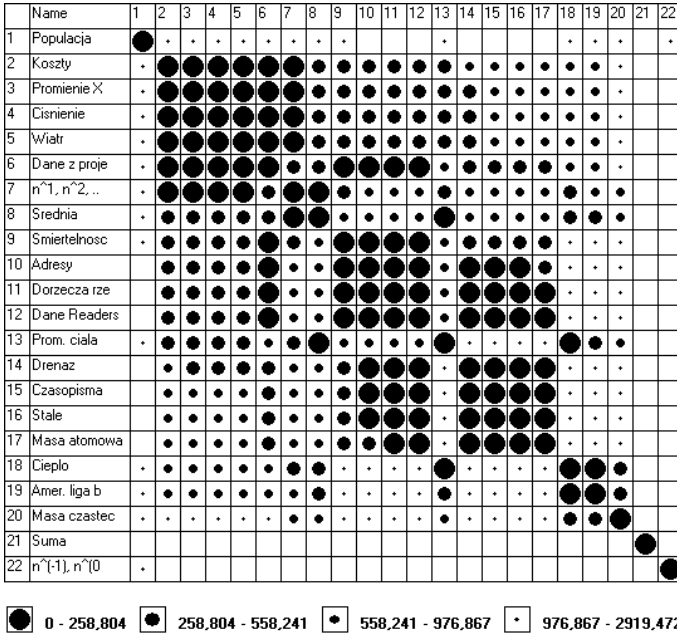 Name 1 2 3 4 5 6 7 8 9 10 11 12 13 14 15 16 17 18 19 20 21 22
1 Populacja
2 Koszty
3 Promienie X
4 Cisnienie
5 Wiatr
6 Dane z proje
7 n^1, n^2, ..
8 Srednia
9 Smiertelnosc
10 Adresy
11 Dorzecza rze
12 Dane Readers
13 Prom. ciala
14 Drenaz
15 Czasopisma
16 Stale
17 Masa atomowa
18 Cieplo
19 Amer. liga b
20 Masa czastec
21 Suma
22 n^(-1), n^(0
0 - 258,804 258,804 - 558,241 558,241 - 976,867 976,867 - 2919,472